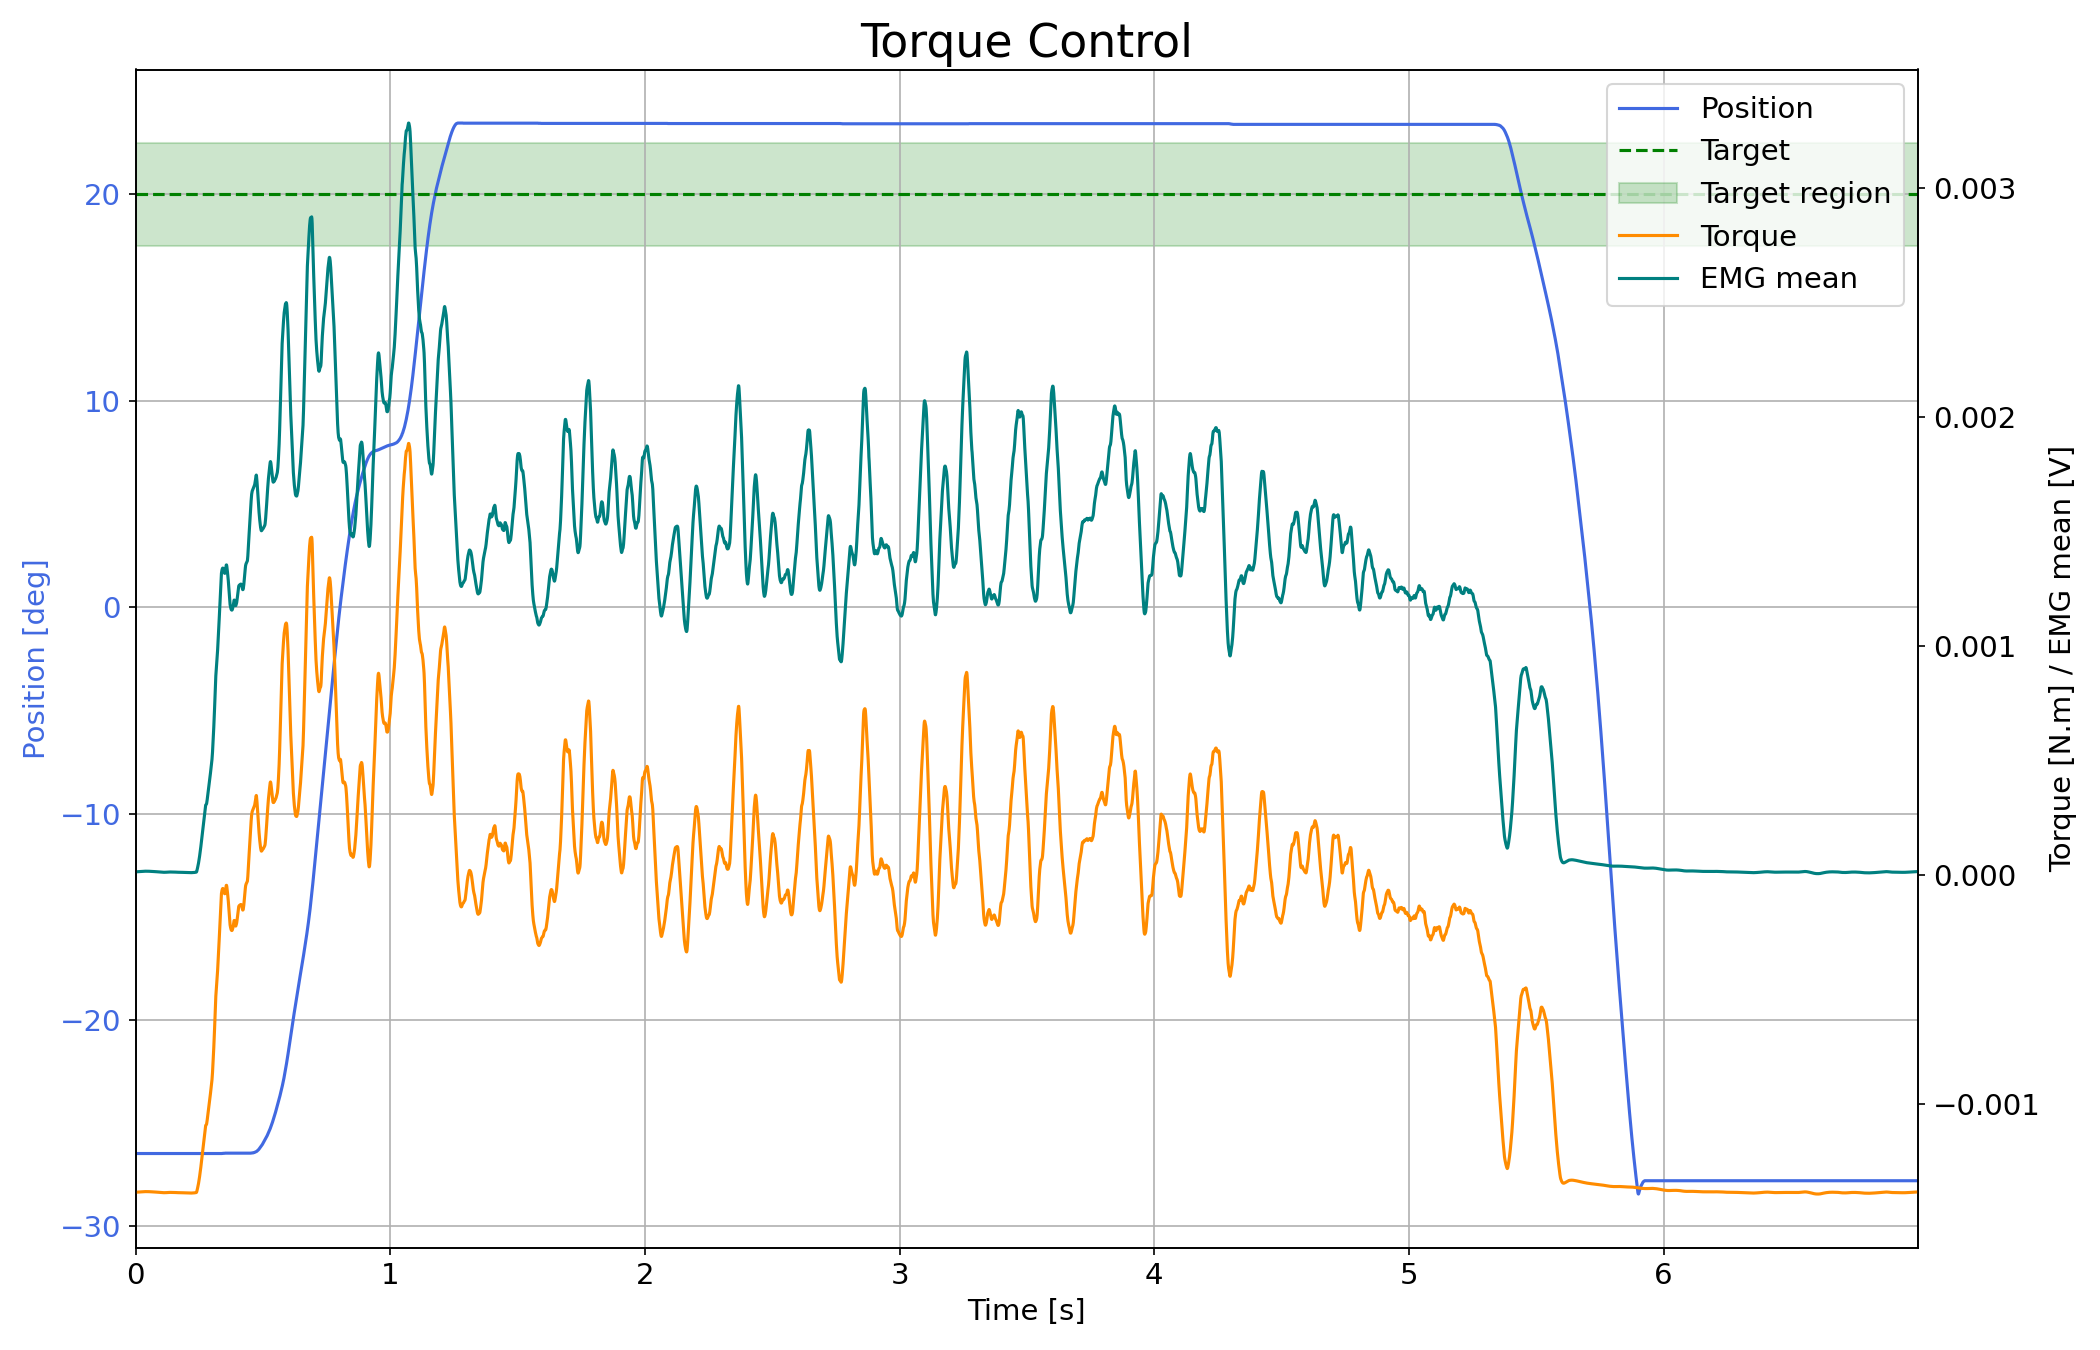 Torque Control
Position
Target
Target region
Torque
EMG mean
20
10
0
−10
−20
−30
Position [deg]
0.003
0.002
0.001
0.000
−0.001
Torque [N.m] / EMG mean [V]
0 1 2 3 4 5 6
Time [s]